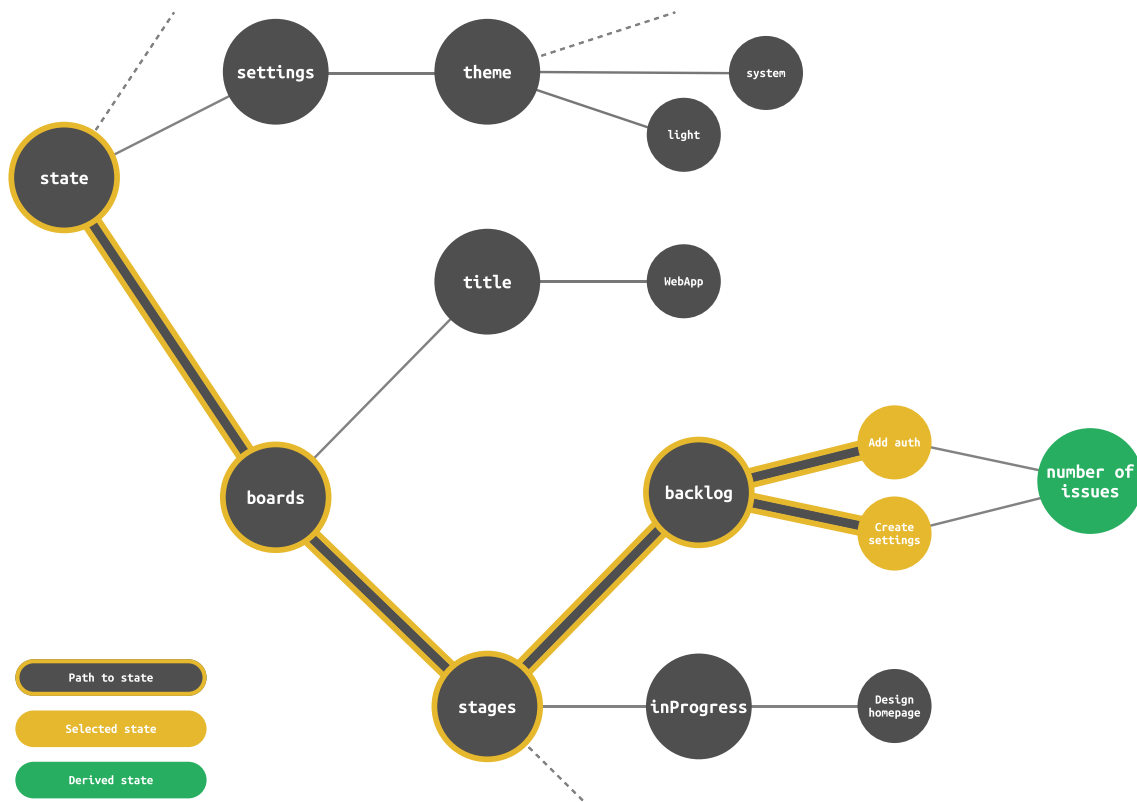 settings
theme
system
light
state
title
WebApp
Add auth
number of
issues
backlog
boards
Create
settings
Path to state
stages
inProgress
Design
homepage
Selected state
Derived state